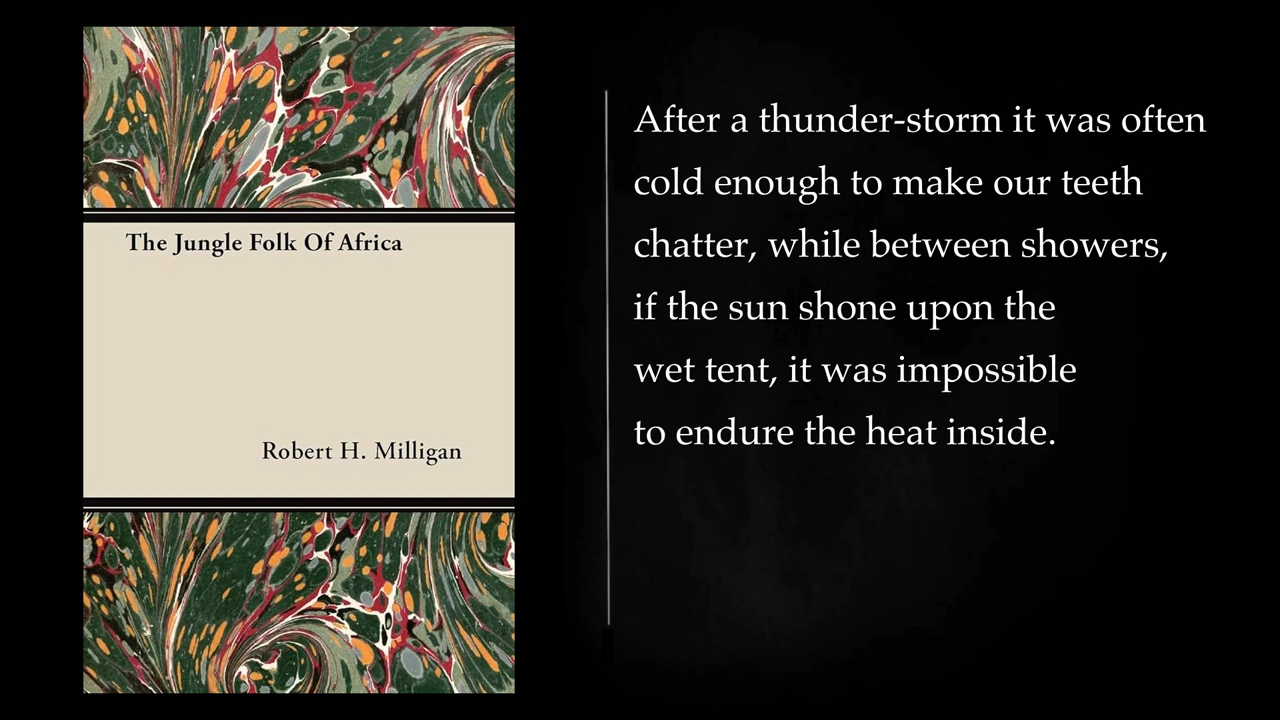 The Jungle Folk Of Africa
Robert H. Milligan
After a thunder-storm it was often
cold enough to make our teeth
chatter, while between showers,
if the sun shone upon the
wet tent, it was impossible
to endure the heat inside.